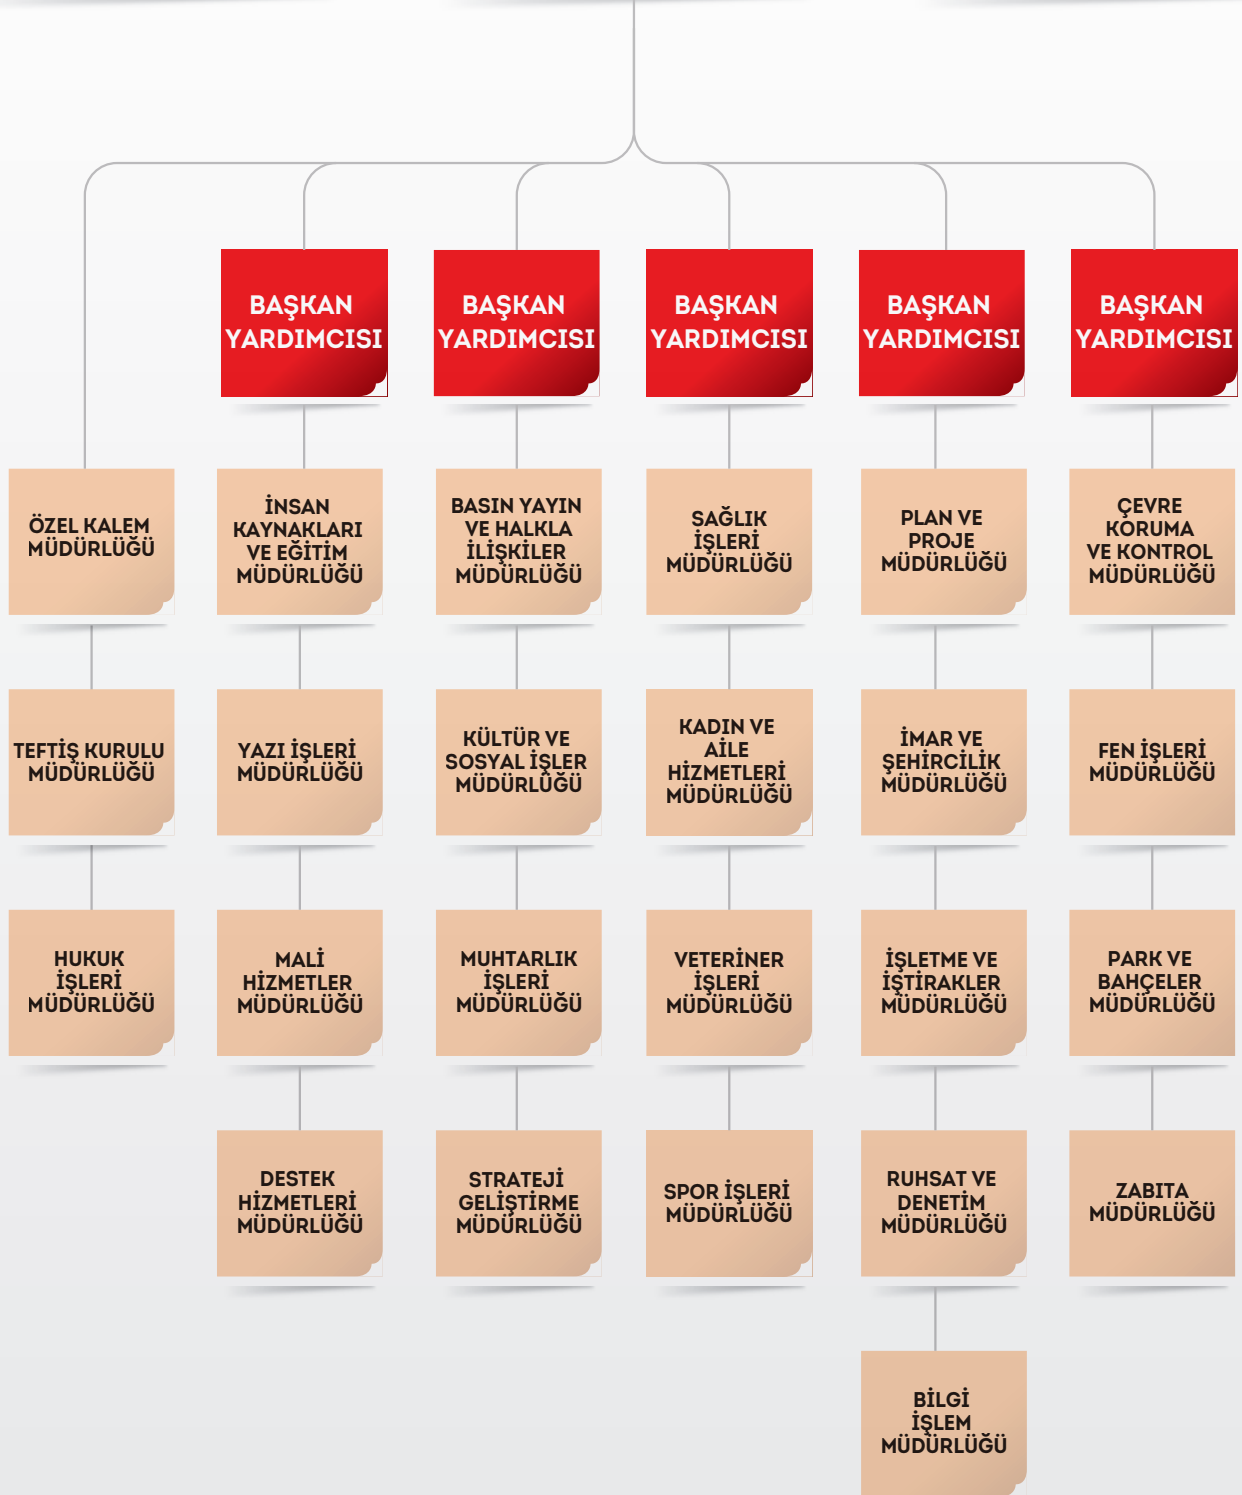 BAŞKAN
YARDIMCISI
BAŞKAN
YARDIMCISI
BAŞKAN
YARDIMCISI
BAŞKAN
YARDIMCISI
BAŞKAN
YARDIMCISI
ÖZEL KALEM
MÜDÜRLÜĞÜ
İNSAN
KAYNAKLARI
VE EĞİTİM
MÜDÜRLÜĞÜ
BASIN YAYIN
VE HALKLA
İLİŞKİLER
MÜDÜRLÜĞÜ
SAĞLIK
İŞLERİ
MÜDÜRLÜĞÜ
PLAN VE
PROJE
MÜDÜRLÜĞÜ
ÇEVRE
KORUMA
VE KONTROL
MÜDÜRLÜĞÜ
TEFTİŞ KURULU
MÜDÜRLÜĞÜ
YAZI İŞLERİ
MÜDÜRLÜĞÜ
KÜLTÜR VE
SOSYAL İŞLER
MÜDÜRLÜĞÜ
KADIN VE
AİLE
HİZMETLERİ
MÜDÜRLÜĞÜ
İMAR VE
ŞEHİRCİLİK
MÜDÜRLÜĞÜ
FEN İŞLERİ
MÜDÜRLÜĞÜ
HUKUK
İŞLERİ
MÜDÜRLÜĞÜ
MALİ
HİZMETLER
MÜDÜRLÜĞÜ
MUHTARLIK
İŞLERİ
MÜDÜRLÜĞÜ
VETERİNER
İŞLERİ
MÜDÜRLÜĞÜ
İŞLETME VE
İŞTİRAKLER
MÜDÜRLÜĞÜ
PARK VE
BAHÇELER
MÜDÜRLÜĞÜ
DESTEK
HİZMETLERİ
MÜDÜRLÜĞÜ
STRATEJİ
GELİŞTİRME
MÜDÜRLÜĞÜ
SPOR İŞLERİ
MÜDÜRLÜĞÜ
RUHSAT VE
DENETİM
MÜDÜRLÜĞÜ
ZABITA
MÜDÜRLÜĞÜ
BİLGİ
İŞLEM
MÜDÜRLÜĞÜ